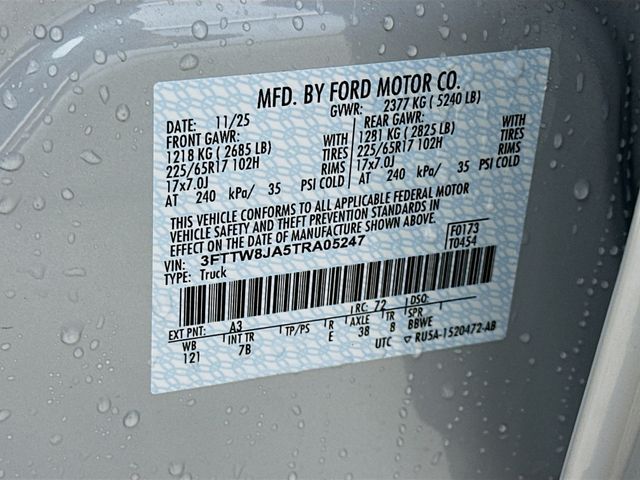 MFD. BY FORD MOTOR CO.
DATE: 11/25
GVWR: 2377 KG ( 5240 LB)
FRONT GAWR:
REAR GAWR:
1218 KG ( 2685 LB) WITH
1281 KG ( 2825 LB) WITH
225/65R17 102H TIRES
225/65R17 102H TIRES
17x7.0J RIMS
17x7.0J RIMS
AT 240 kPa/ 35 PSI COLD
AT 240 kPa/ 35 PSI COLD
THIS VEHICLE CONFORMS TO ALL APPLICABLE FEDERAL MOTOR
VEHICLE SAFETY AND THEFT PREVENTION STANDARDS IN
EFFECT ON THE DATE OF MANUFACTURE SHOWN ABOVE.
VIN: 3FTTW8JA5TRA05247
F0173
TYPE: Truck
T0454
EXT PNT: A3 RC: 72 DSO:
WB INT TR TP/PS R AXLE TR SPR
121 7B E 38 8 BBWE
UTC ▽ RU5A-1520472-AB